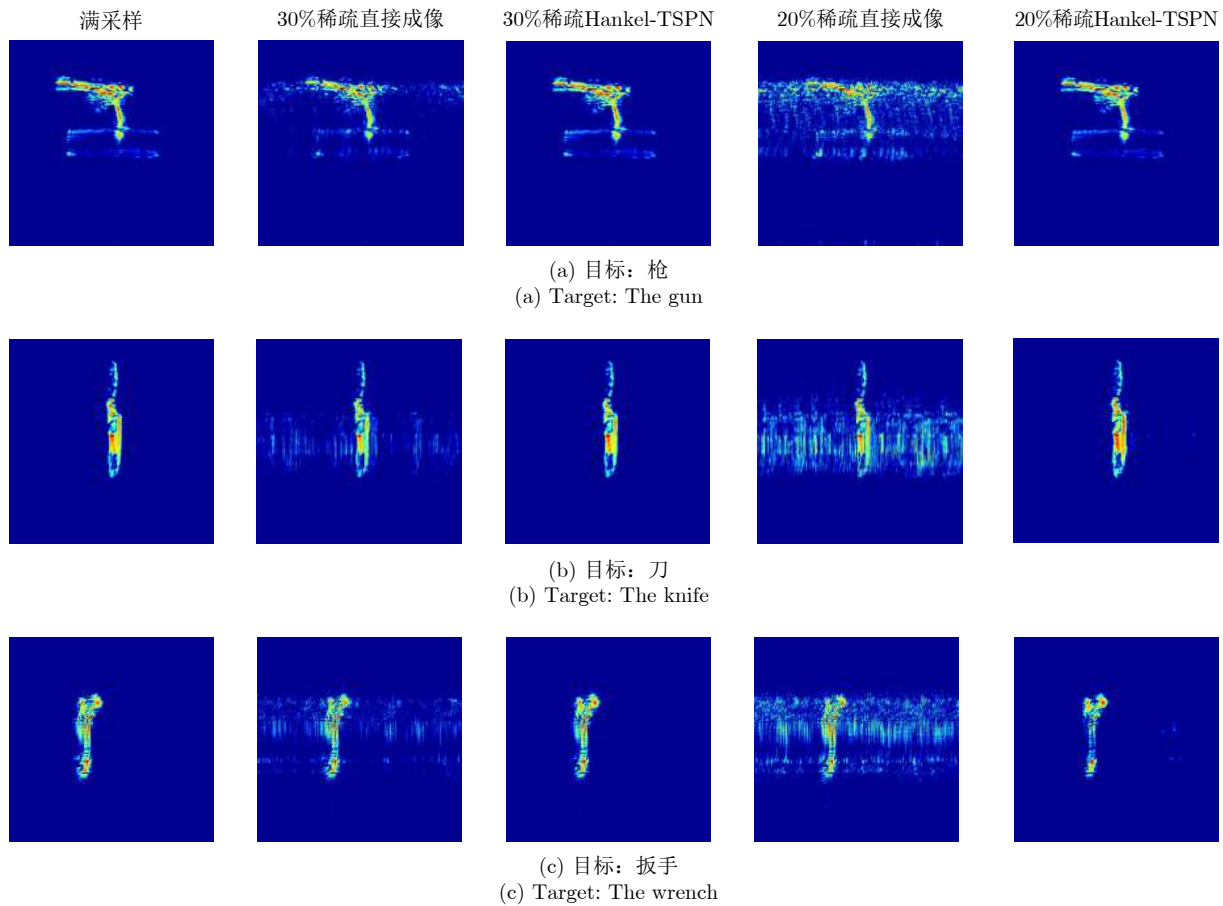 满采样
30%稀疏直接成像
30%稀疏Hankel-TSPN
20%稀疏直接成像
20%稀疏Hankel-TSPN
(a) 目标：枪
(a) Target: The gun
(b) 目标：刀
(b) Target: The knife
(c) 目标：扳手
(c) Target: The wrench